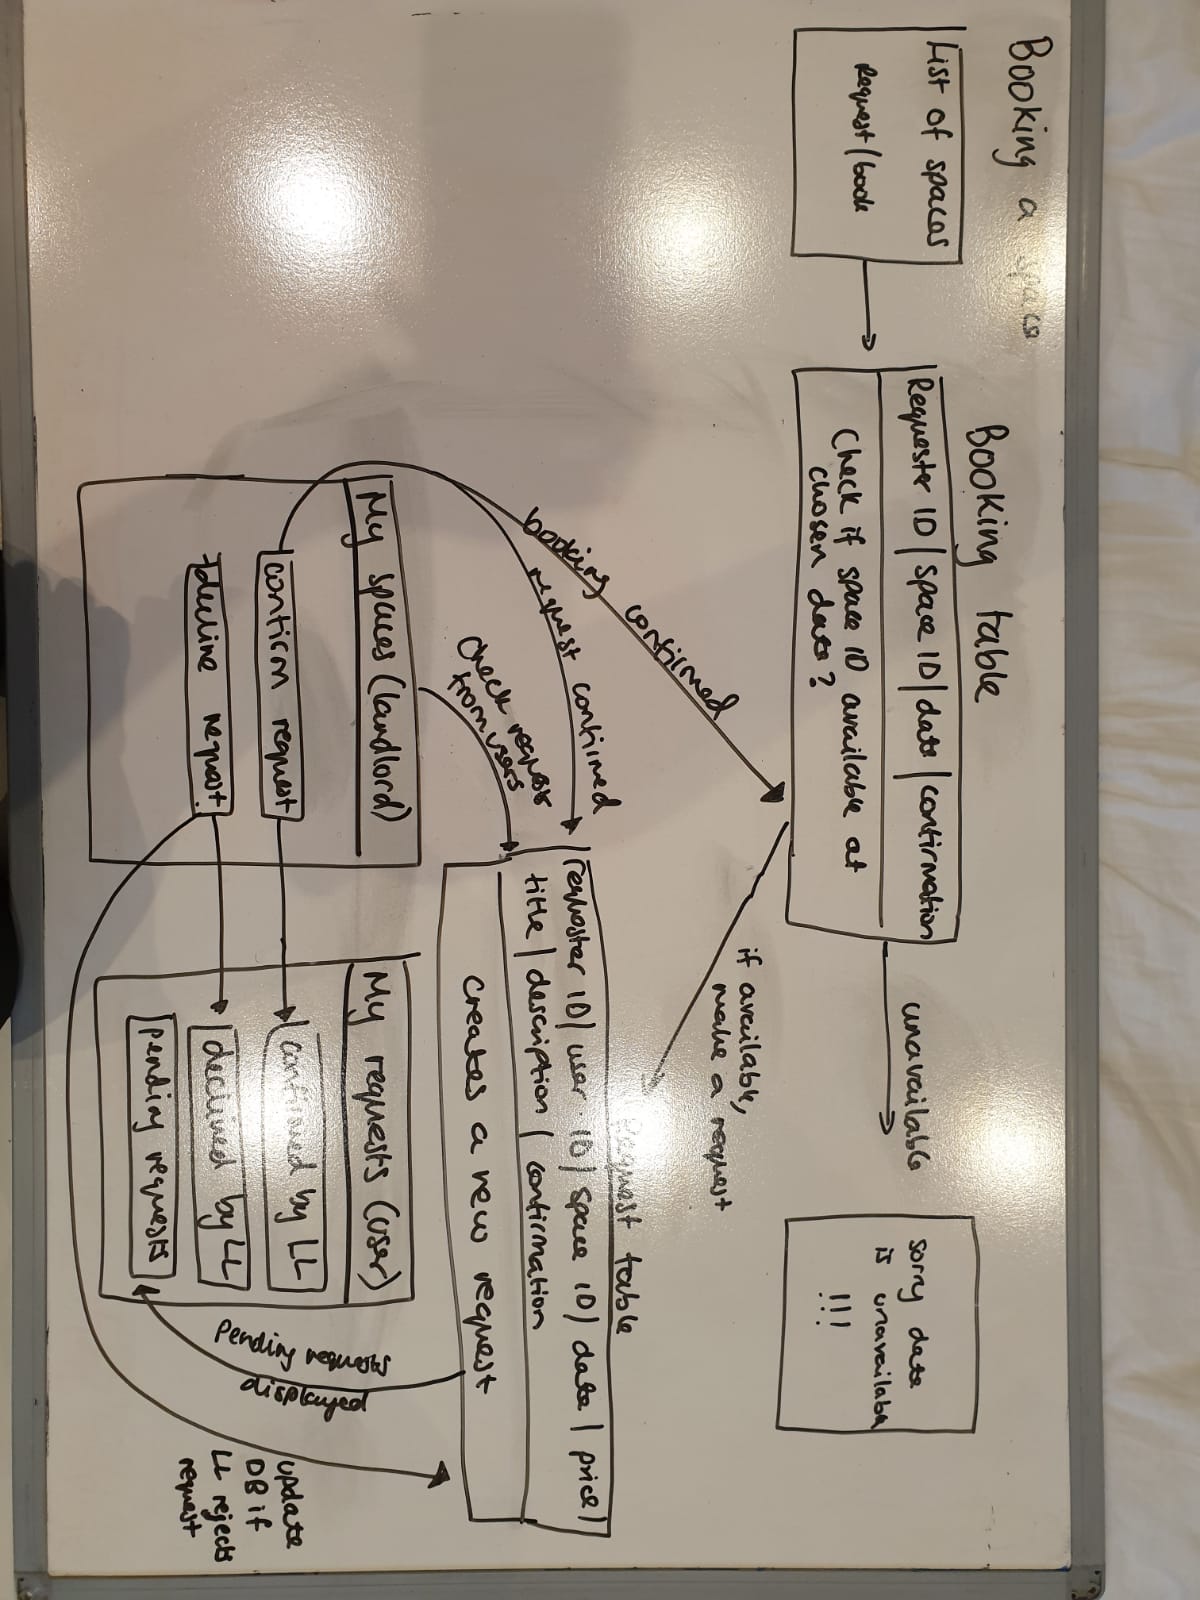 Booking a space
List of spaces
Request/book
Booking table
Requester ID | space ID | date | confirmation
Check if space ID available at
chosen date?
unavailable
sorry date
is unavailable
!!!
if available,
make a request
booking confirmed
request confirmed
check requests
from users
Request table
requester ID | user ID | space ID | date | price |
title | description | confirmation
creates a new request
My spaces (landlord)
confirm request
decline request
My requests (user)
confirmed by LL
declined by LL
pending requests
Pending requests
displayed
update
DB if
LL rejects
request